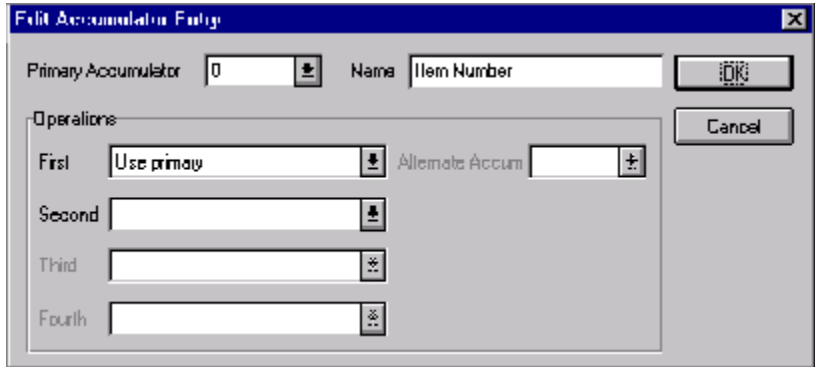 Edit Accumulator Entry
Primary Accumulator 0 Name Item Number OK
Operations Cancel
First Use primary Alternate Accum
Second
Third
Fourth